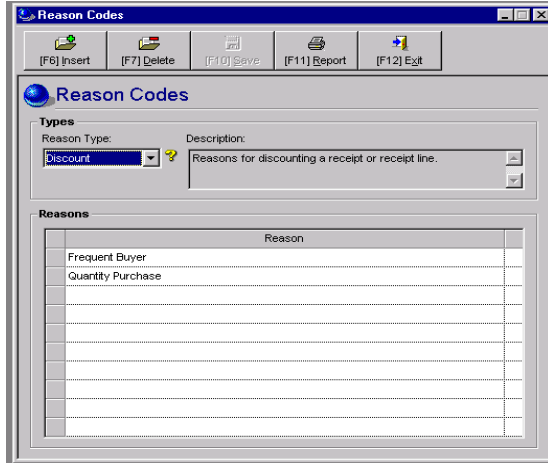 Reason Codes
[F6] Insert [F7] Delete [F10] Save [F11] Report [F12] Exit
Reason Codes
Types
Reason Type: Description:
Discount ? Reasons for discounting a receipt or receipt line.
Reasons
Reason
Frequent Buyer
Quantity Purchase